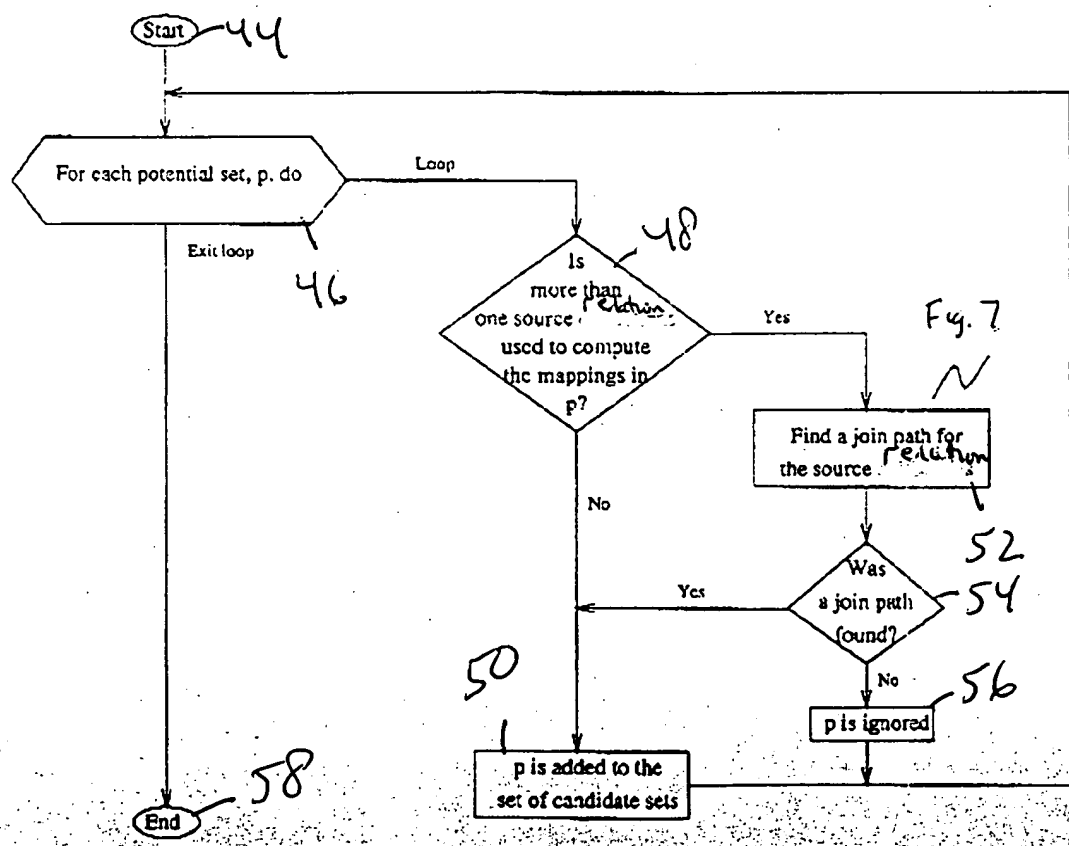 Start
44
For each potential set, p. do
Loop
Exit loop
46
48
Is
more than
one source relation
used to compute
the mappings in
p?
Yes
Fig. 7
Find a join path for
the source relation
52
No
Was
a join path
found?
54
Yes
No
56
p is ignored
50
p is added to the
set of candidate sets
58
End